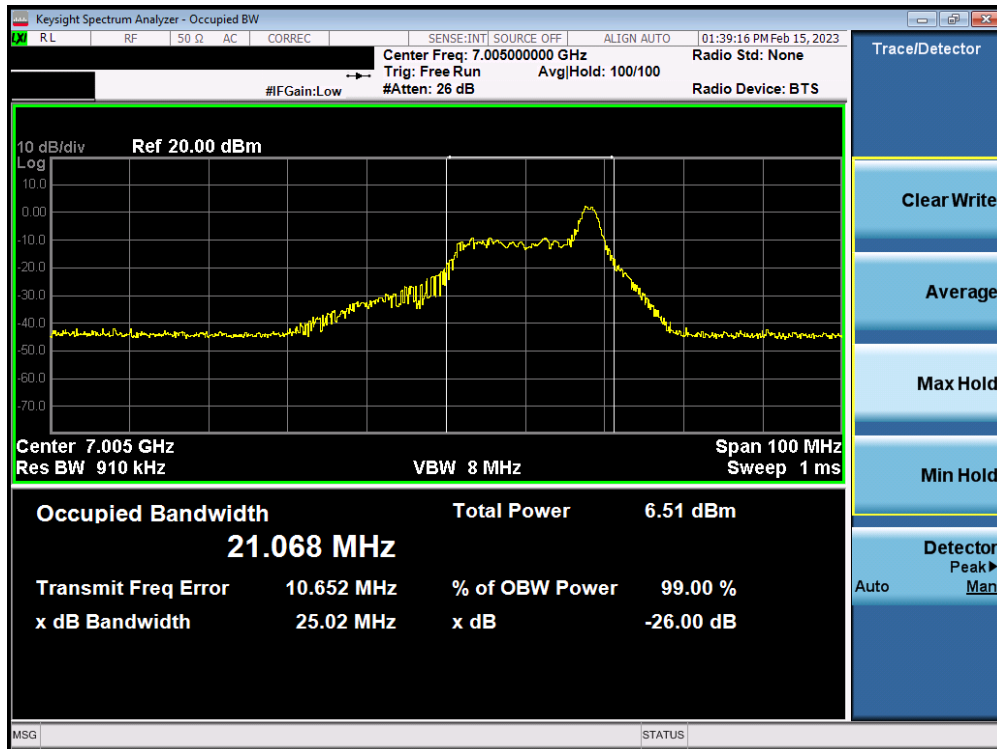 Keysight Spectrum Analyzer - Occupied BW
LXI RL RF 50 Ω AC CORREC SENSE:INT SOURCE OFF ALIGN AUTO 01:39:16 PM Feb 15, 2023
Center Freq: 7.005000000 GHz Radio Std: None
Trig: Free Run Avg|Hold: 100/100
#IFGain:Low #Atten: 26 dB Radio Device: BTS
Trace/Detector
10 dB/div Ref 20.00 dBm
Log
10.0
0.00
-10.0
-20.0
-30.0
-40.0
-50.0
-60.0
-70.0
Center 7.005 GHz Span 100 MHz
Res BW 910 kHz VBW 8 MHz Sweep 1 ms
Occupied Bandwidth Total Power 6.51 dBm
21.068 MHz
Transmit Freq Error 10.652 MHz % of OBW Power 99.00 %
x dB Bandwidth 25.02 MHz x dB -26.00 dB
Clear Write
Average
Max Hold
Min Hold
Detector
Peak▶
Auto Man
MSG STATUS